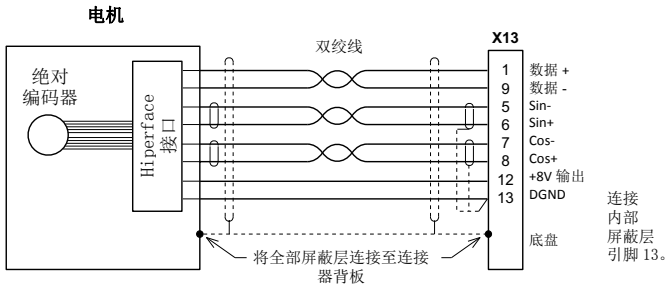 电机
双绞线
X13
绝对
编码器
Hiperface
接口
1 数据 +
9 数据 -
5 Sin-
6 Sin+
7 Cos-
8 Cos+
12 +8V 输出
13 DGND
底盘
连接
内部
屏蔽层
引脚 13。
将全部屏蔽层连接至连接
器背板